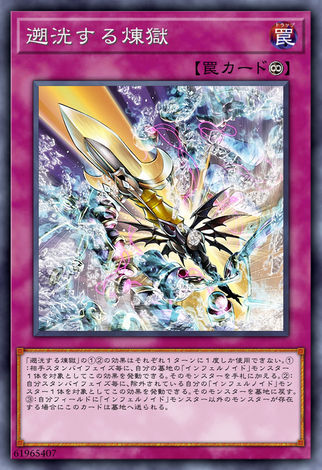 遡洸する煉獄
トラップ
罠
【罠カード♾】
「遡洸する煉獄」の①②の効果はそれぞれ1ターンに1度しか使用できない。①
:相手スタンバイフェイズ毎に、自分の墓地の「インフェルノイド」モンスター
1体を対象としてこの効果を発動できる。そのモンスターを手札に加える。②:
自分スタンバイフェイズ毎に、除外されている自分の「インフェルノイド」モン
スター1体を対象としてこの効果を発動できる。そのモンスターを墓地に戻す。
③:自分フィールドに「インフェルノイド」モンスター以外のモンスターが存在
する場合にこのカードは墓地へ送られる。
61965407